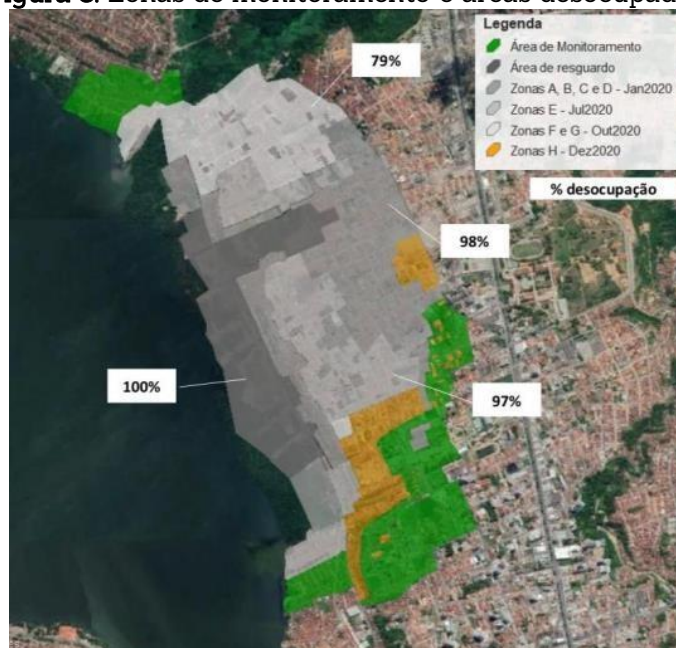 Zonas de monitoramento e áreas desocupad
Legenda
Área de Monitoramento
Área de resguardo
Zonas A, B, C e D - Jan2020
Zonas E - Jul2020
Zonas F e G - Out2020
Zonas H - Dez2020
% desocupação
79%
98%
100%
97%